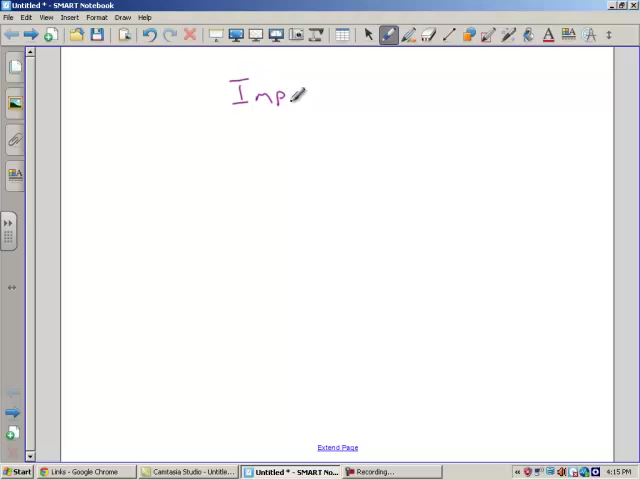 Untitled * - SMART Notebook
File Edit View Insert Format Draw Help
Imp
Extend Page
Start Links - Google Chrome Camtasia Studio - Untitle... Untitled * - SMART No... Recording... « 4:15 PM